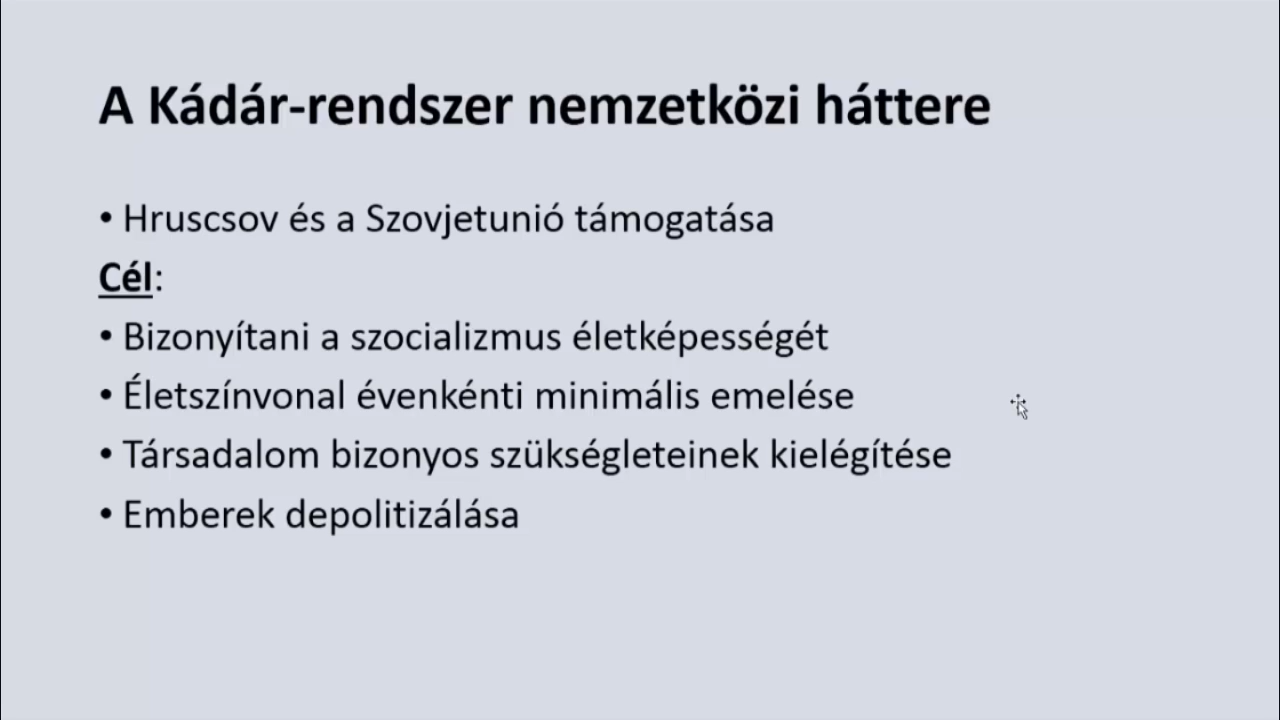 A Kádár-rendszer nemzetközi háttere
• Hruscsov és a Szovjetunió támogatása
Cél:
• Bizonyítani a szocializmus életképességét
• Életszínvonal évenkénti minimális emelése
• Társadalom bizonyos szükségleteinek kielégítése
• Emberek depolitizálása